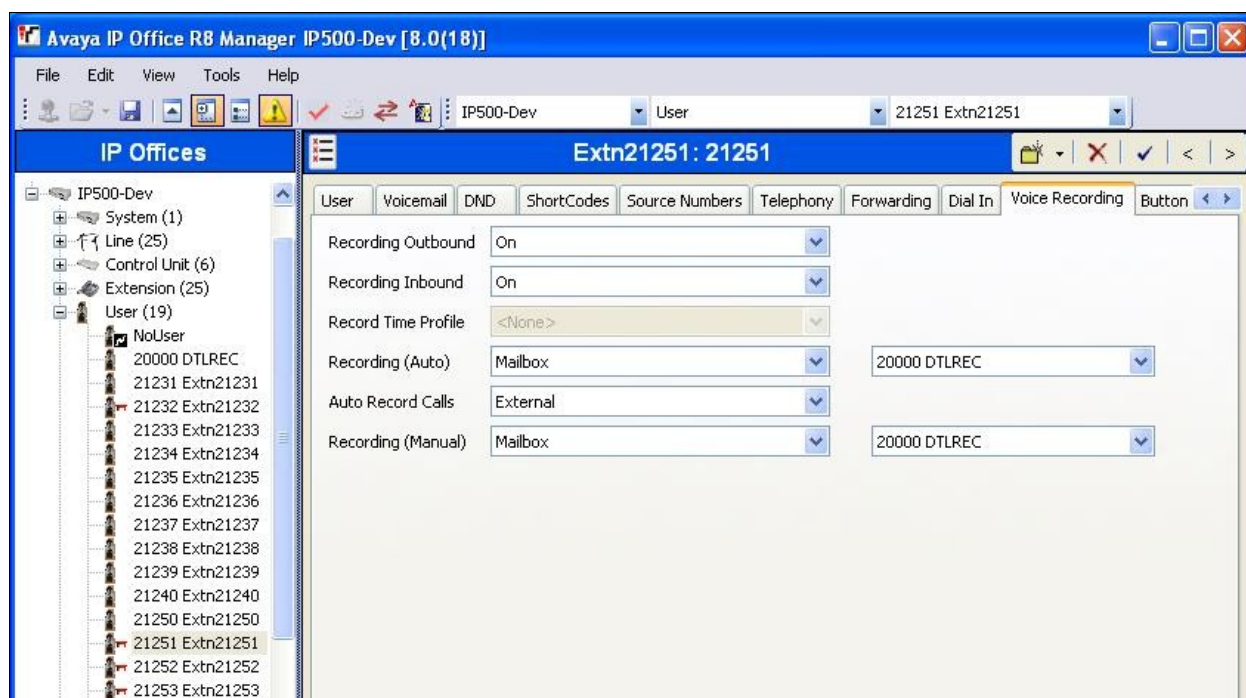 Avaya IP Office R8 Manager IP500-Dev [8.0(18)]
File Edit View Tools Help
IP500-Dev User 21251 Extn21251
IP Offices
Extn21251: 21251
IP500-Dev
System (1)
Line (25)
Control Unit (6)
Extension (25)
User (19)
NoUser
20000 DTLREC
21231 Extn21231
21232 Extn21232
21233 Extn21233
21234 Extn21234
21235 Extn21235
21236 Extn21236
21237 Extn21237
21238 Extn21238
21239 Extn21239
21240 Extn21240
21250 Extn21250
21251 Extn21251
21252 Extn21252
21253 Extn21253
User Voicemail DND ShortCodes Source Numbers Telephony Forwarding Dial In Voice Recording Button
Recording Outbound On
Recording Inbound On
Record Time Profile <None>
Recording (Auto) Mailbox 20000 DTLREC
Auto Record Calls External
Recording (Manual) Mailbox 20000 DTLREC